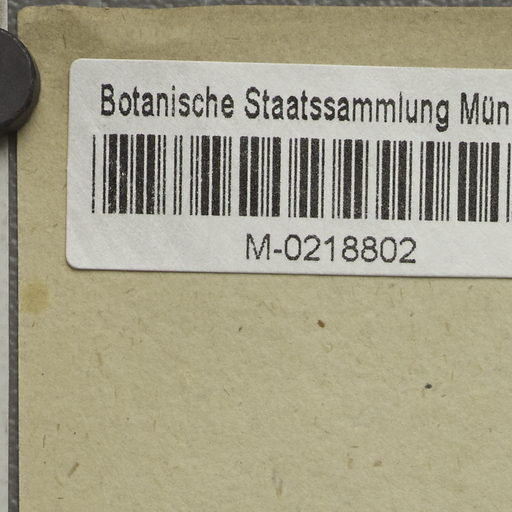 Botanische Staatssammlung Mün
M-0218802